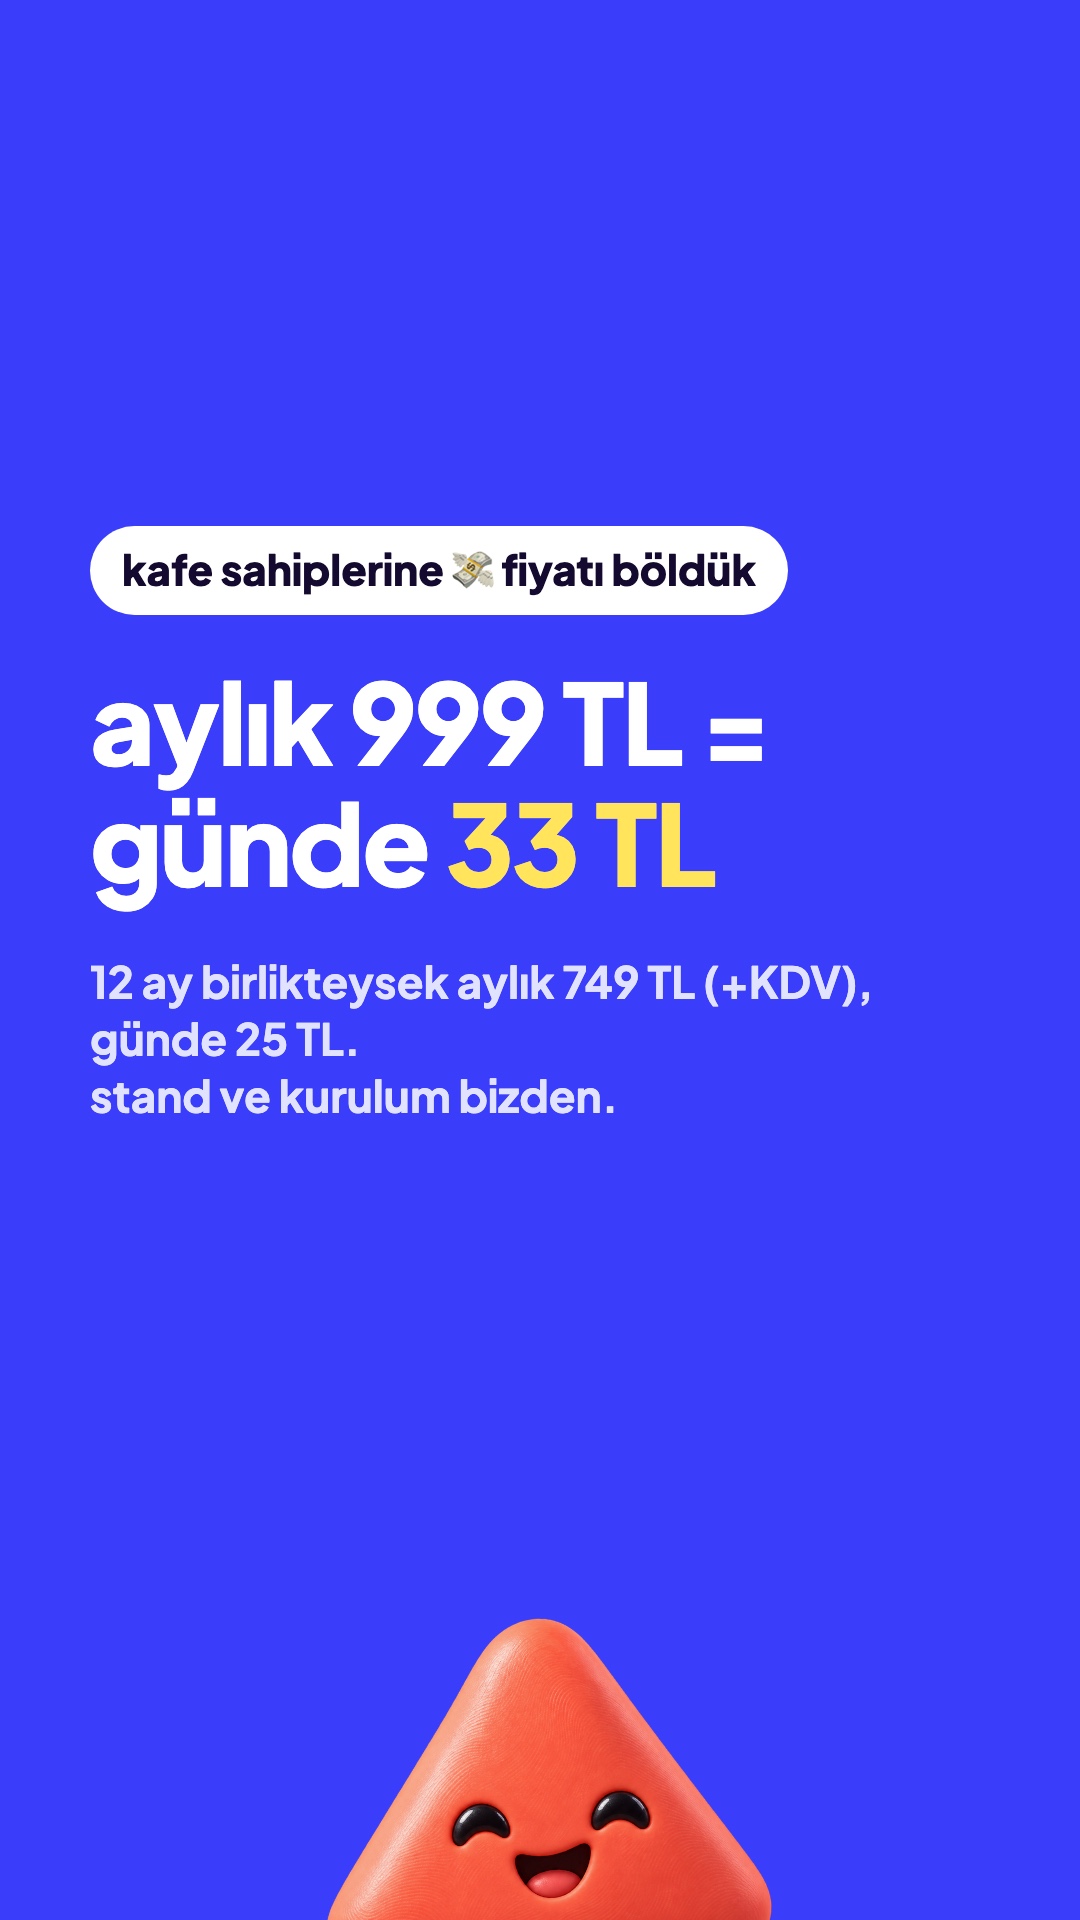 kafe sahiplerine 💸 fiyatı böldük
aylık 999 TL =
günde 33 TL
12 ay birlikteysek aylık 749 TL (+KDV),
günde 25 TL.
stand ve kurulum bizden.